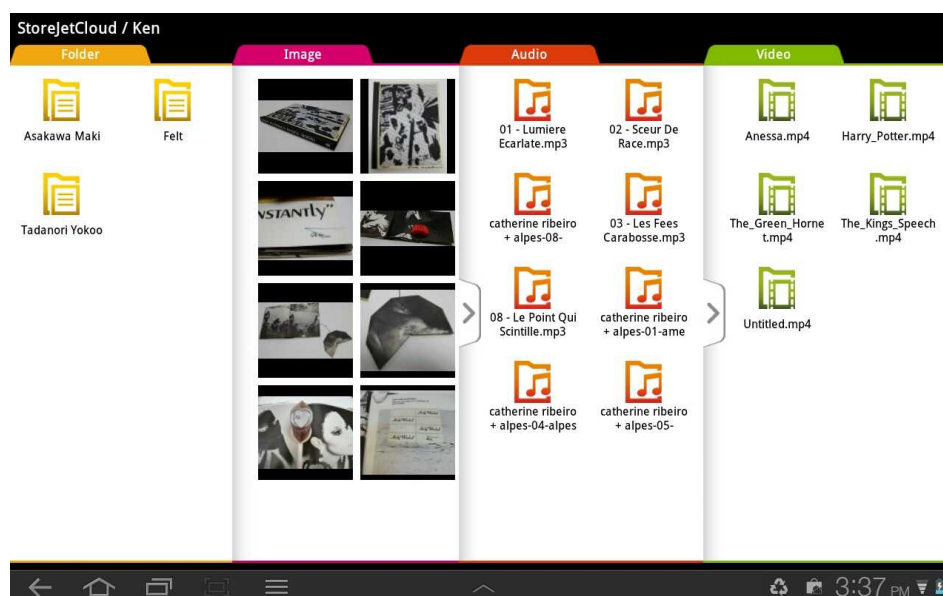 StoreJetCloud / Ken
Folder
Image
Audio
Video
Asakawa Maki
Felt
Tadanori Yokoo
NSTANTLY”
01 - Lumiere
Ecarlate.mp3
02 - Sceur De
Race.mp3
catherine ribeiro
+ alpes-08-
03 - Les Fees
Carabosse.mp3
08 - Le Point Qui
Scintille.mp3
catherine ribeiro
+ alpes-01-ame
catherine ribeiro
+ alpes-04-alpes
catherine ribeiro
+ alpes-05-
Anessa.mp4
Harry_Potter.mp4
The_Green_Horne
t.mp4
The_Kings_Speech
.mp4
Untitled.mp4
3:37 PM